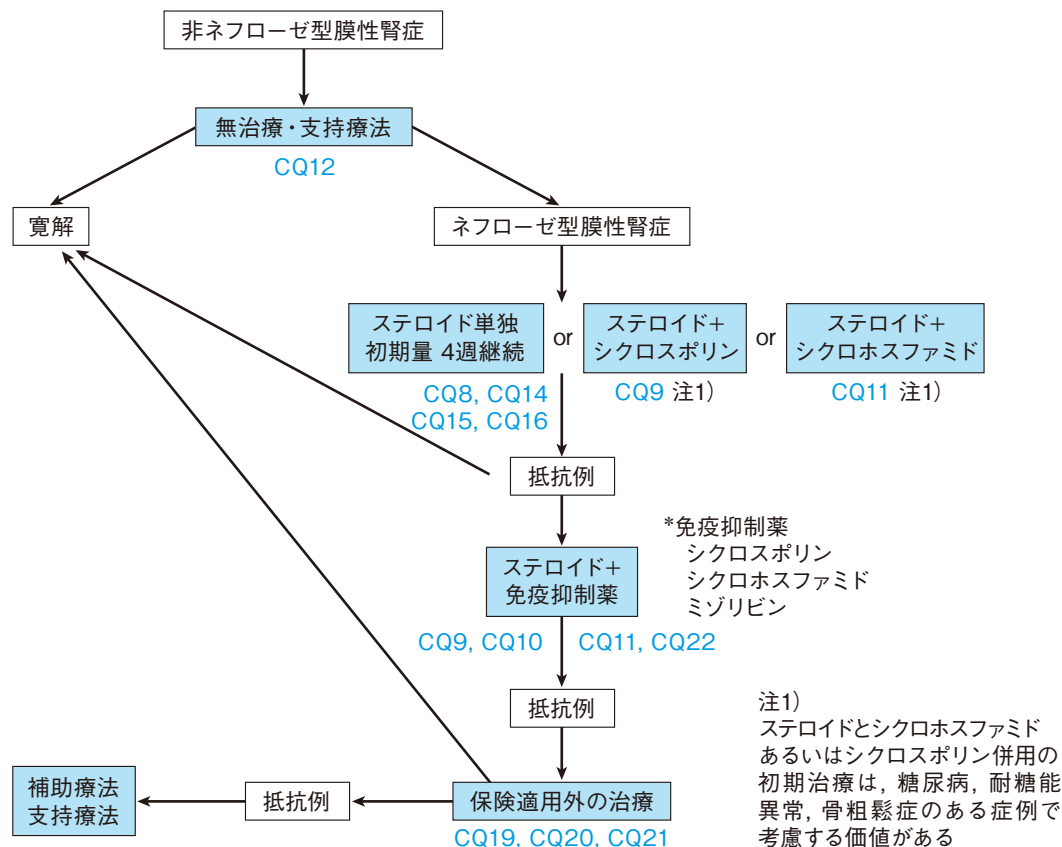 非ネフローゼ型膜性腎症
無治療・支持療法
CQ12
寛解
ネフローゼ型膜性腎症
ステロイド単独
初期量 4週継続
or
ステロイド+
シクロスポリン
or
ステロイド+
シクロホスファミド
CQ8, CQ14
CQ15, CQ16
CQ9 注1)
CQ11 注1)
抵抗例
*免疫抑制薬
シクロスポリン
シクロホスファミド
ミゾリビン
ステロイド+
免疫抑制薬
CQ9, CQ10
CQ11, CQ22
抵抗例
注1)
ステロイドとシクロホスファミド
あるいはシクロスポリン併用の
初期治療は, 糖尿病, 耐糖能
異常, 骨粗鬆症のある症例で
考慮する価値がある
補助療法
支持療法
抵抗例
保険適用外の治療
CQ19, CQ20, CQ21